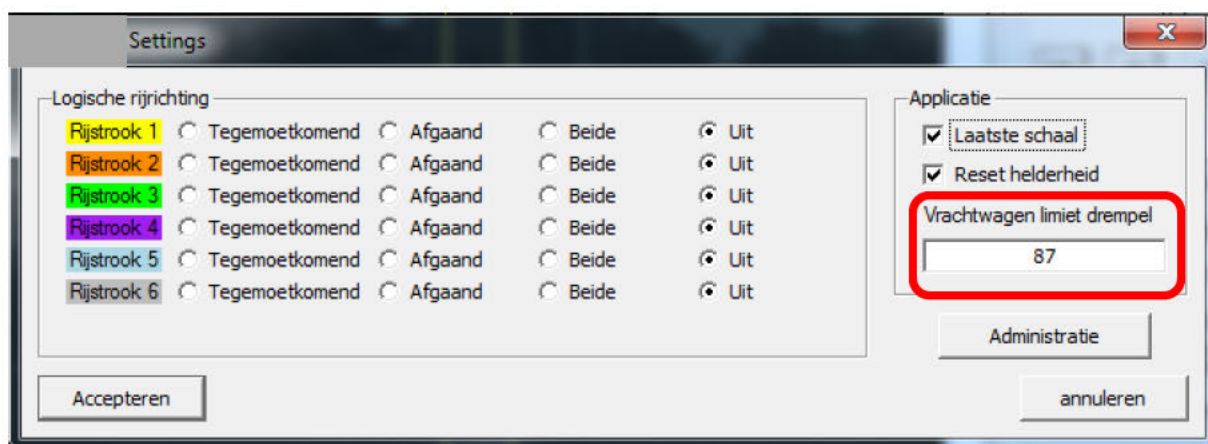 Settings
Logische rijrichting
Rijstrook 1 Tegemoetkomend Afgaand Beide Uit
Rijstrook 2 Tegemoetkomend Afgaand Beide Uit
Rijstrook 3 Tegemoetkomend Afgaand Beide Uit
Rijstrook 4 Tegemoetkomend Afgaand Beide Uit
Rijstrook 5 Tegemoetkomend Afgaand Beide Uit
Rijstrook 6 Tegemoetkomend Afgaand Beide Uit
Applicatie
Laatste schaal
Reset helderheid
Vrachtwagen limiet drempel
87
Administratie
Accepteren
annuleren